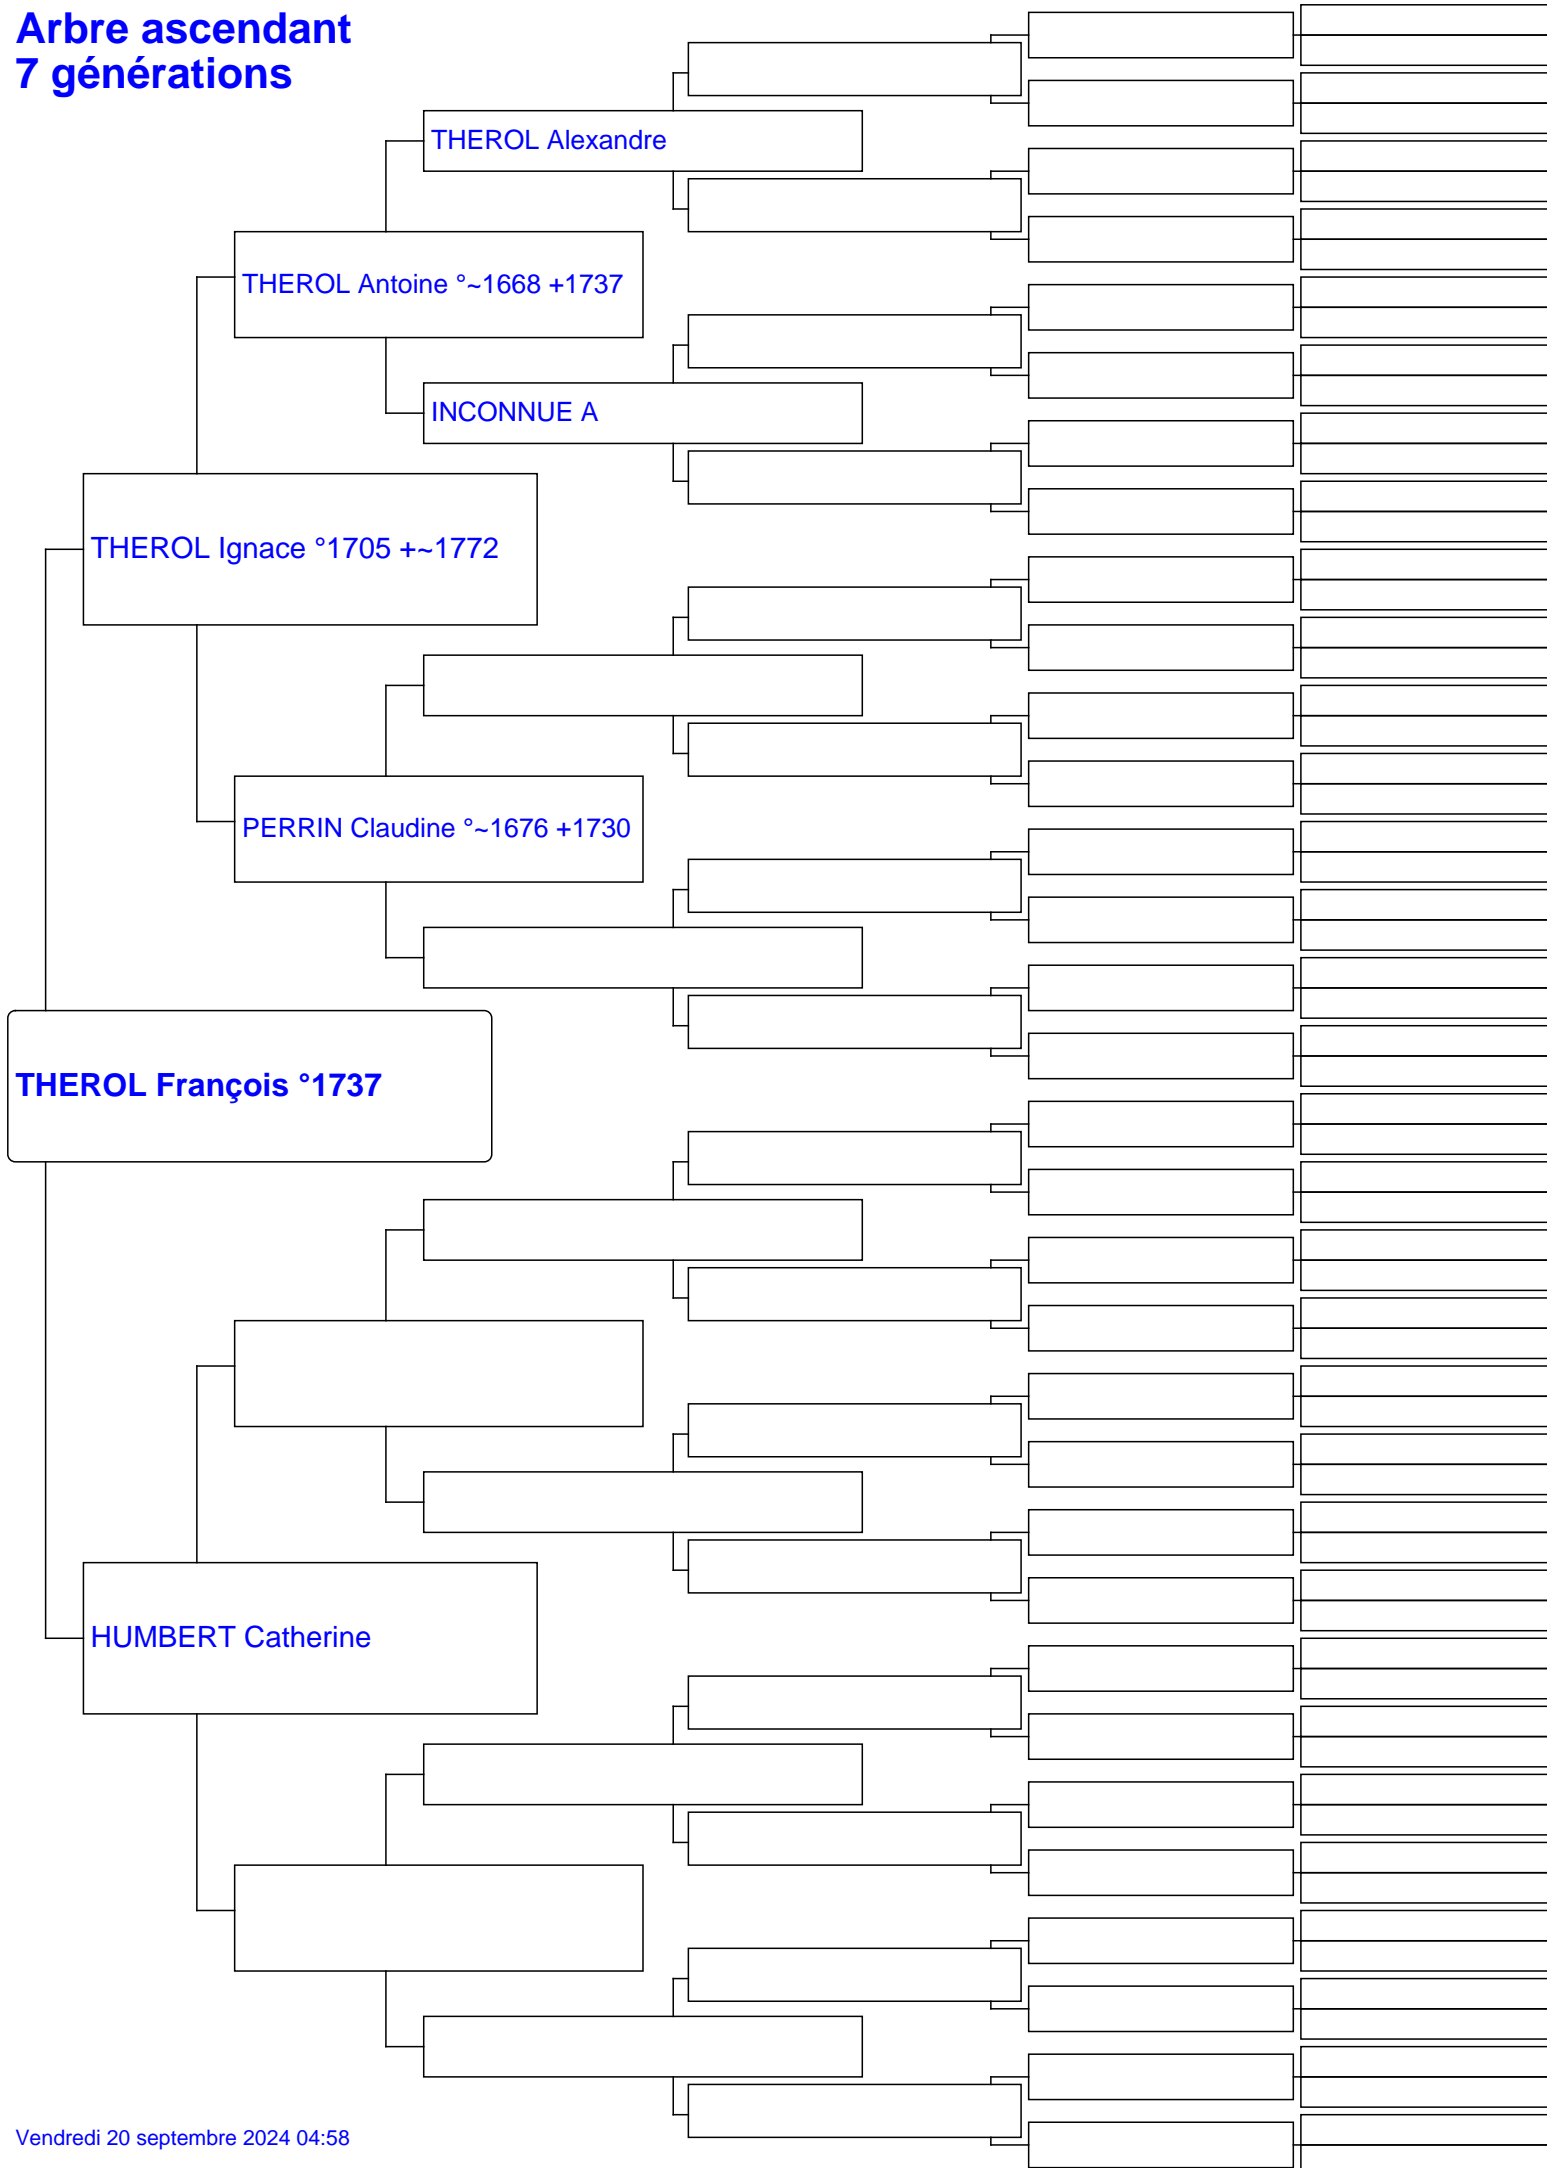 Arbre ascendant
7 générations
THEROL Alexandre
THEROL Antoine °~1668 +1737
INCONNUE A
THEROL Ignace °1705 +~1772
PERRIN Claudine °~1676 +1730
THEROL François °1737
HUMBERT Catherine
Vendredi 20 septembre 2024 04:58